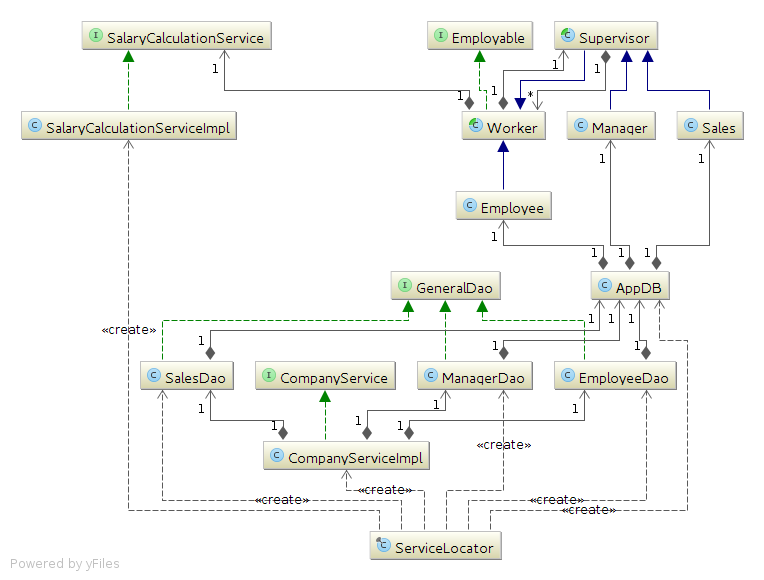 I SalaryCalculationService
I Employable
C Supervisor
1
1
1
1
1
*
C SalaryCalculationServiceImpl
C Worker
C Manager
C Sales
1
1
C Employee
1
1
1
1
I GeneralDao
C AppDB
«create»
1
1
1
1
1
1
C SalesDao
I CompanyService
C ManagerDao
C EmployeeDao
1
1
1
1
1
1
«create»
C CompanyServiceImpl
«create»
«create»
«create»
«create»
C ServiceLocator
Powered by yFiles